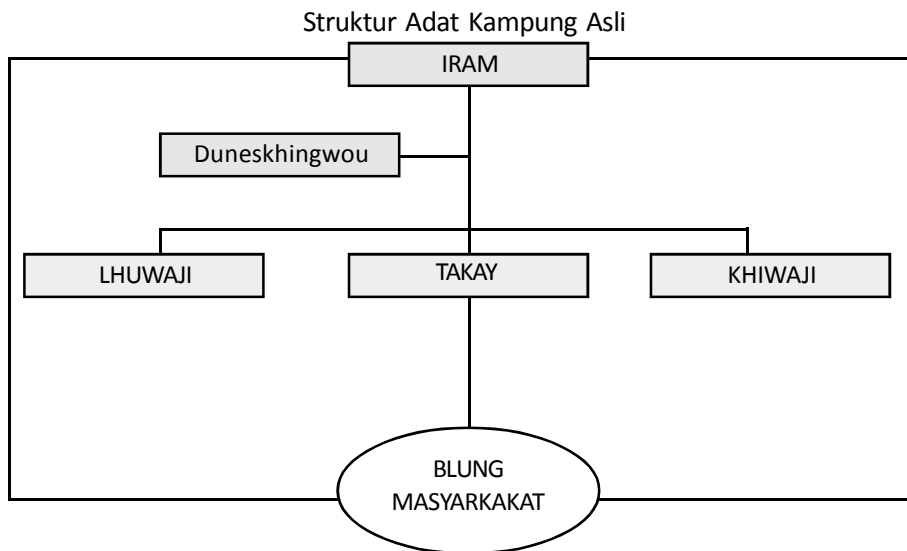 Struktur Adat Kampung Asli
IRAM
Duneskhingwou
LHUWAJI
TAKAY
KHIWAJI
BLUNG
MASYARKAKAT